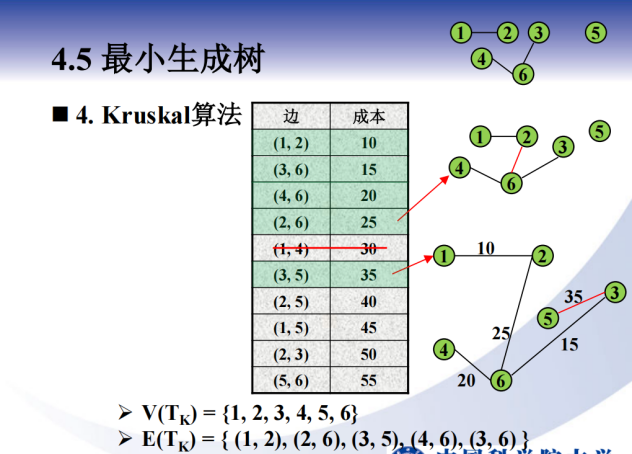 4.5 最小生成树
1 2 3 5
4 6
■ 4. Kruskal算法
边 成本
(1, 2) 10
(3, 6) 15
(4, 6) 20
(2, 6) 25
(1, 4) 30
(3, 5) 35
(2, 5) 40
(1, 5) 45
(2, 3) 50
(5, 6) 55
1 2 3 5
4 6
1 10 2
35 3
5
25 15
4
20 6
➢ V(TK) = {1, 2, 3, 4, 5, 6}
➢ E(TK) = { (1, 2), (2, 6), (3, 5), (4, 6), (3, 6) }